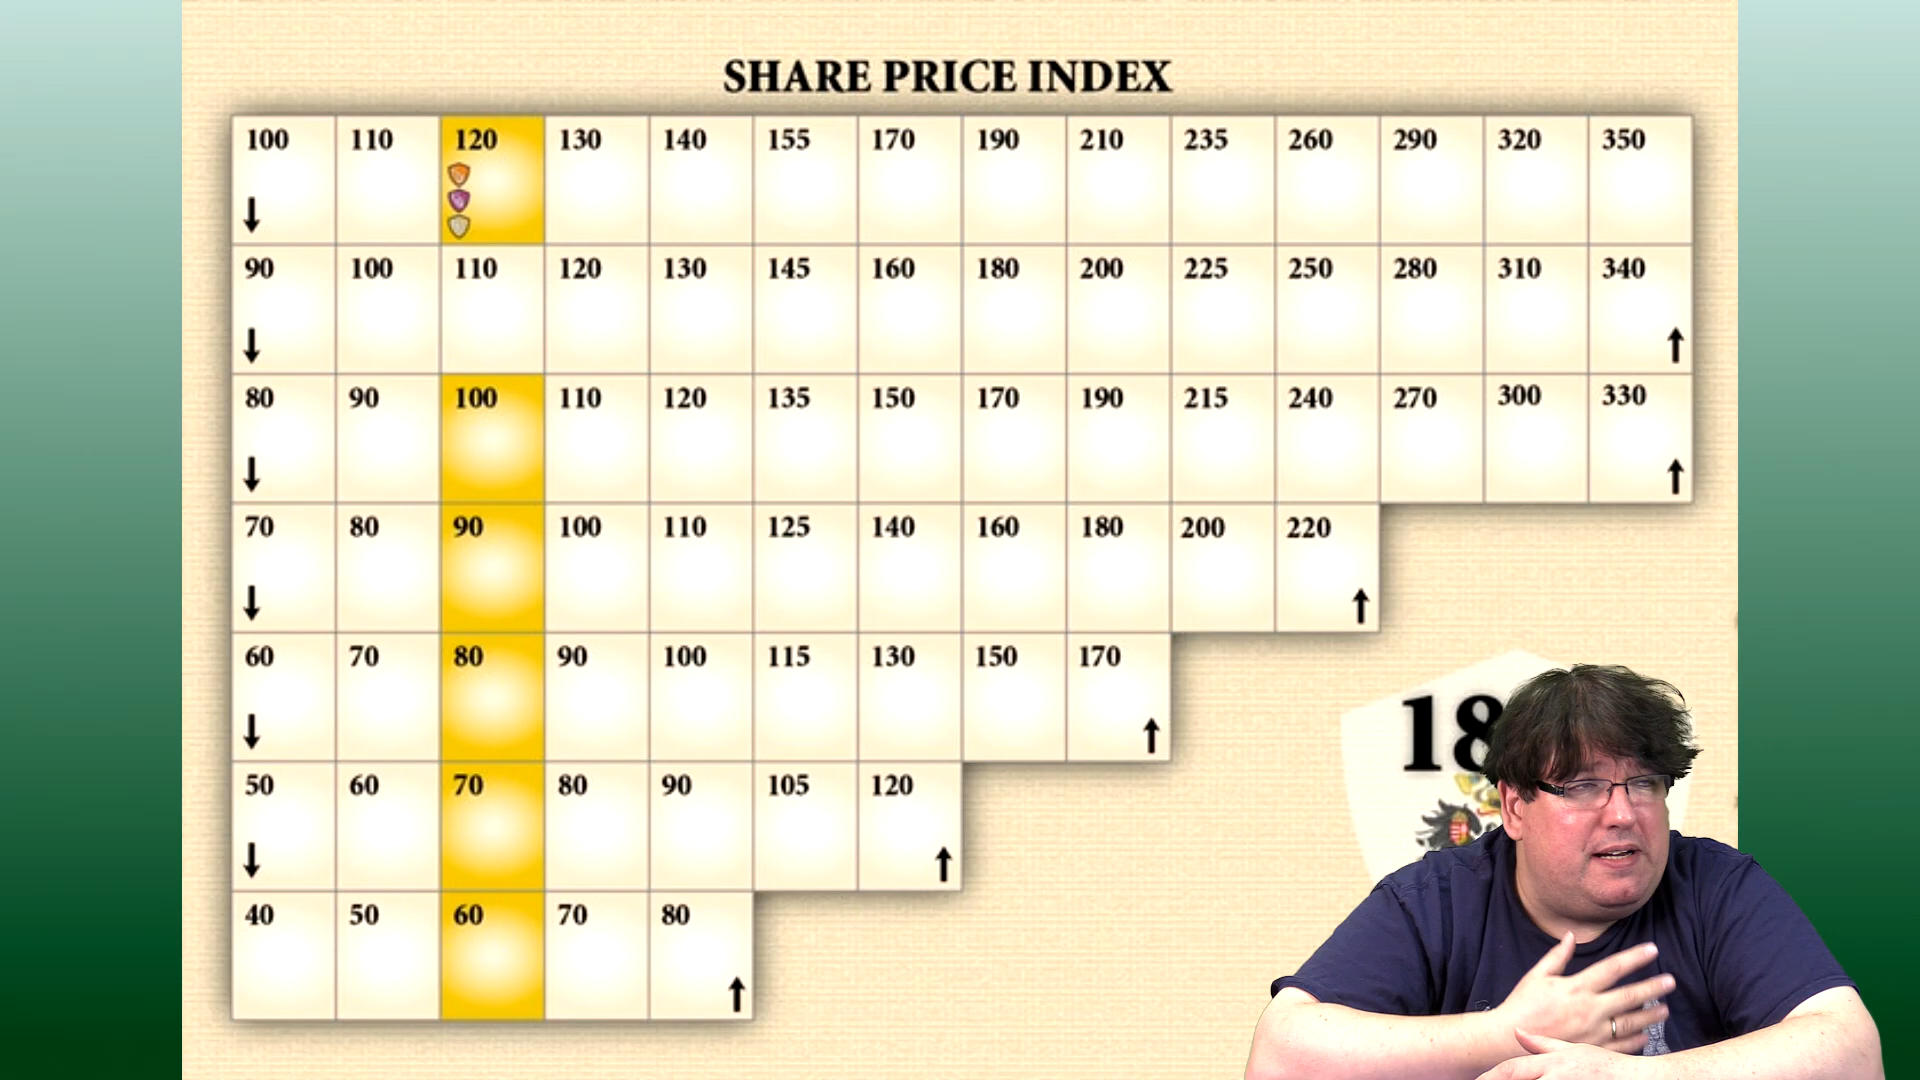 SHARE PRICE INDEX
100 110 120 130 140 155 170 190 210 235 260 290 320 350
90 100 110 120 130 145 160 180 200 225 250 280 310 340
80 90 100 110 120 135 150 170 190 215 240 270 300 330
70 80 90 100 110 125 140 160 180 200 220
60 70 80 90 100 115 130 150 170
50 60 70 80 90 105 120
40 50 60 70 80
18